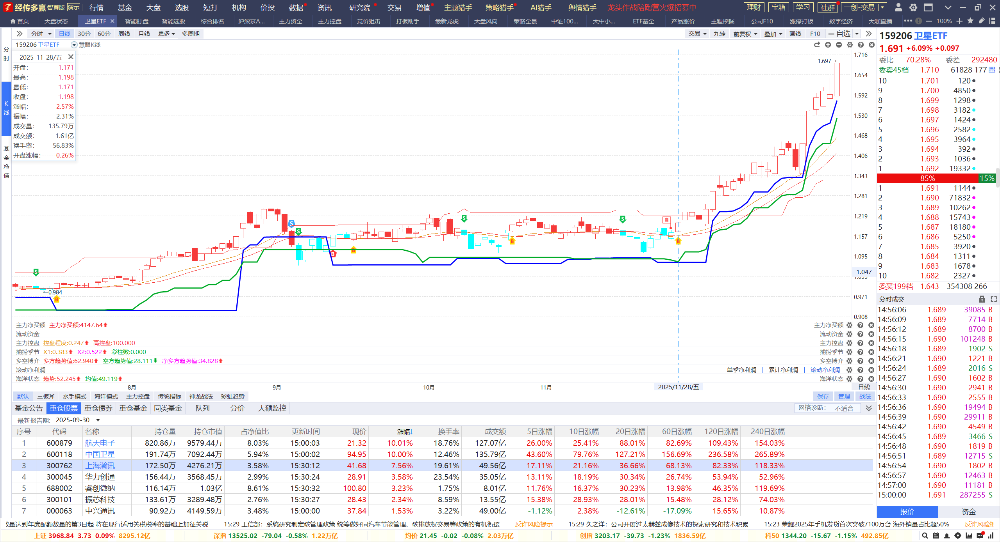 经传多赢 智尊版 演示 行情 基金 大盘 选股 短打 机构 价投 数据 资讯 研究院 交易 增值 主题猎手 策略猎手 AI猎手 舆情猎手 龙头作战陪跑营火爆招募中 理财 宝箱 学习 社群 一创-交易
首页 大盘状态 卫星ETF 智能盯盘 智能选股 综合排名 沪深京A... 主力资金 主力控盘 竞价狙击 打板助手 最新龙虎 大盘风向 策略全景 中证100... 大中小... ETF基金 产品涨价 主题挖掘 公司F10 涨停打板 数字经济 大咖直播 100%
分时 日线 30分 60分 周线 月线 更多 多周期 交易 九转 前复权 叠加 画线 F10 自选
159206 卫星ETF 慧眼K线
分时
K线
基金净值
2025-11-28/五
开盘: 1.171
最高: 1.198
最低: 1.171
收盘: 1.198
涨幅: 2.57%
振幅: 2.31%
成交量: 135.79万
成交额: 1.61亿
换手率: 56.83%
开盘涨幅: 0.26%
1.697→
←0.984
自
1.716
1.654
1.592
1.530
1.468
1.406
1.343
1.281
1.219
1.157
1.095
1.047
0.971
0.908
主力净买额 主力净买额:4147.64 主力净买额
流动资金 流动资金
主力控盘 控盘程度:0.247 高控盘:100.000 主力控盘
捕捞季节 X1:0.383 X2:0.522 彩柱数:0.000 捕捞季节
多空博弈 多方趋势值:62.940 空方趋势值:28.111 净多方趋势值:34.828 多空博弈
滚动净利润 单季净利润 累计净利润 滚动净利润
海洋状态 趋势:52.245 均值:49.119 海洋状态
8月 9月 10月 11月 2025/11/28/五 日线
默认 三板斧 水手模式 海洋模式 主力控盘 传统指标 神龙战法 彩虹趋势 保存 管理 战法
基金公告 重仓股票 重仓债券 重仓基金 同类基金 队列 分价 大额监控 网格诊断: 不适合
最新报告期: 2025-09-30
序号 代码 名称 持仓量 持仓市值 占净值比 更新时间 现价 涨幅↓ 换手率 成交额 5日涨幅 10日涨幅 20日涨幅 60日涨幅 120日涨幅 240日涨幅
1 600879 航天电子 820.86万 9579.44万 8.03% 15:00:03 21.32 10.01% 18.76% 127.07亿 26.00% 25.41% 88.01% 82.69% 109.43% 154.03%
2 600118 中国卫星 191.74万 7092.44万 5.94% 15:00:02 94.95 10.00% 12.46% 135.79亿 43.60% 79.76% 127.21% 156.69% 236.58% 265.89%
3 300762 上海瀚讯 172.50万 4276.21万 3.58% 15:30:12 41.68 7.56% 19.61% 49.56亿 17.11% 21.16% 36.66% 68.13% 82.33% 118.33%
4 300045 华力创通 156.44万 3568.45万 2.99% 15:30:24 28.91 3.58% 23.54% 35.05亿 13.11% 18.19% 30.34% 26.74% 53.94% 52.96%
5 688002 睿创微纳 116.14万 1.03亿 8.61% 15:30:32 100.80 3.23% 1.75% 8.01亿 11.76% 16.37% 30.23% 13.98% 46.35% 119.69%
6 300101 振芯科技 133.61万 3289.48万 2.76% 15:30:27 28.43 2.34% 8.59% 13.55亿 15.38% 28.93% 28.01% 15.48% 28.12% 74.03%
7 000063 中兴通讯 90.92万 4149.59万 3.48% 15:00:00 37.84 1.53% 3.22% 49.00亿 -1.12% 2.38% -12.61% -17.09% 15.65% 10.87%
159206 卫星ETF
1.691 +6.09% +0.097
委比 70.28% 委差 292480
委卖45档 1.710 61828 177 量
10 1.701 120
9 1.700 4850
8 1.699 1298
7 1.698 3182
6 1.697 1424
5 1.696 2582
4 1.695 3964
3 1.694 392
2 1.693 1036
1 1.692 19332
85% 15%
1 1.691 1144
2 1.690 71832
3 1.689 10262
4 1.688 15743
5 1.687 18180
6 1.686 5250
7 1.685 3920
8 1.684 1311
9 1.683 1678
10 1.682 2327
委买199档 1.643 354308 266
分时成交
14:56:06 1.689 39085 B
14:56:09 1.689 7714 B
14:56:12 1.689 8700 B
14:56:15 1.690 101248 B
14:56:18 1.689 1902 S
14:56:21 1.690 1221 B
14:56:24 1.689 2016 S
14:56:27 1.690 1602 B
14:56:30 1.690 2941 B
14:56:33 1.690 2555 B
14:56:36 1.690 19494 B
14:56:39 1.690 29911 B
14:56:42 1.690 4549 B
14:56:45 1.689 3466 S
14:56:48 1.690 1819 B
14:56:51 1.689 12715 S
14:56:54 1.690 1802 B
14:56:57 1.690 12463 B
14:57:00 1.690 11181 B
15:00:00 1.691 287255 S
报价 资金
量达到年度配额数量的第3日起 将在现行适用关税税率的基础上加征关税 15:29 工信部：系统研究制定碳管理政策 统筹做好同汽车节能管理、碳排放权交易等政策的有机衔接 反诈风险提示 15:29 久之洋：公司开展过太赫兹成像技术的探索研究和技术积累 15:23 荣耀2025年手机发货首次突破7100万台 海外销量占比超50% 反诈风险
上证 3968.84 3.73 0.09% 8295.12亿 深指 13525.02 -79.04 -0.58% 1.22万亿 均价 21.45 -0.02 -0.08% 2.03万亿 创指 3203.17 -39.73 -1.23% 1836.59亿 科50 1344.20 -15.67 -1.15% 492.85亿